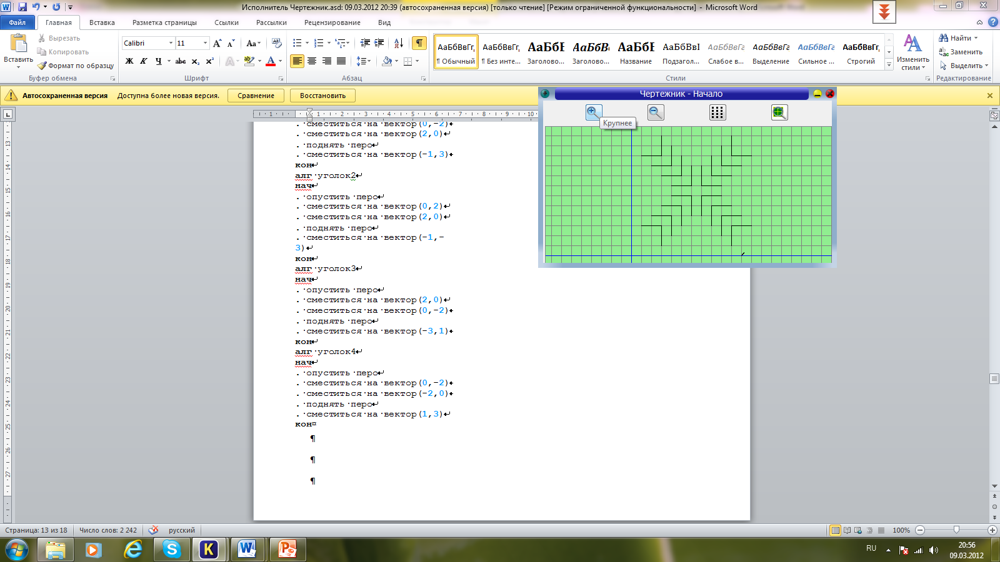 Исполнитель Чертежник.asd: 09.03.2012 20:39 (автосохраненная версия) [только чтение] [Режим ограниченной функциональности] - Microsoft Word
Файл Главная Вставка Разметка страницы Ссылки Рассылки Рецензирование Вид
Вставить
Вырезать
Копировать
Формат по образцу
Буфер обмена
Calibri 11
Шрифт
Абзац
АаБбВвГг, АаБбВвГг, АаБбВ АаБбВ АаБбВ АаБбВвІ АаБбВвГг АаБбВвГг АаБбВвГг АаБбВвГг,
¶ Обычный ¶ Без инте... Заголово... Заголово... Название Подзагол... Слабое в... Выделение Сильное ... Строгий
Стили
Изменить стили
Найти
Заменить
Выделить
Редактирование
Автосохраненная версия Доступна более новая версия. Сравнение Восстановить
Чертежник - Начало
Крупнее
. сместиться на вектор(0,-2)
. сместиться на вектор(2,0)
. поднять перо
. сместиться на вектор(-1,3)
кон
алг уголок2
нач
. опустить перо
. сместиться на вектор(0,2)
. сместиться на вектор(2,0)
. поднять перо
. сместиться на вектор(-1,-
3)
кон
алг уголок3
нач
. опустить перо
. сместиться на вектор(2,0)
. сместиться на вектор(0,-2)
. поднять перо
. сместиться на вектор(-3,1)
кон
алг уголок4
нач
. опустить перо
. сместиться на вектор(0,-2)
. сместиться на вектор(-2,0)
. поднять перо
. сместиться на вектор(1,3)
кон
Страница: 13 из 18 Число слов: 2 242 русский 100%
RU 20:56
09.03.2012